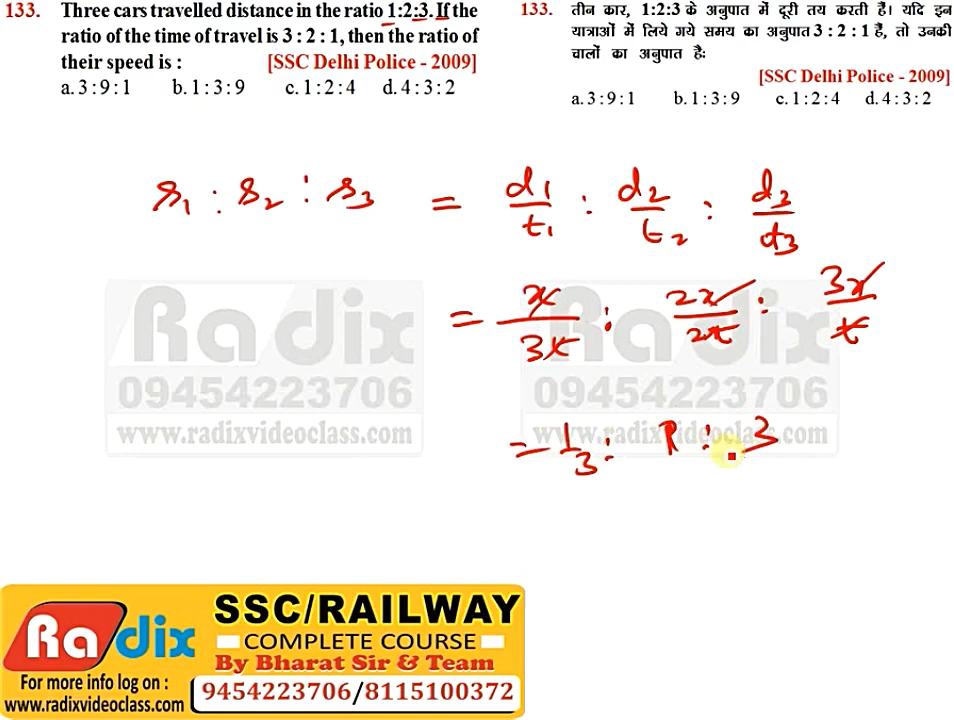 133. Three cars travelled distance in the ratio 1:2:3. If the
ratio of the time of travel is 3 : 2 : 1, then the ratio of
their speed is : [SSC Delhi Police - 2009]
a. 3 : 9 : 1 b. 1 : 3 : 9 c. 1 : 2 : 4 d. 4 : 3 : 2
133. तीन कार, 1:2:3 के अनुपात में दूरी तय करती हैं। यदि इन
यात्राओं में लिये गये समय का अनुपात 3 : 2 : 1 हैं, तो उनकी
चालों का अनुपात है:
[SSC Delhi Police - 2009]
a. 3 : 9 : 1 b. 1 : 3 : 9 c. 1 : 2 : 4 d. 4 : 3 : 2
s₁ : s₂ : s₃ = d₁/t₁ : d₂/t₂ : d₃/t₃
= x/3t : 2x/2t : 3x/t
= 1/3 : 1 : 3
Radix
09454223706
www.radixvideoclass.com
Radix
09454223706
www.radixvideoclass.com
Radix
For more info log on :
www.radixvideoclass.com
SSC/RAILWAY
COMPLETE COURSE
By Bharat Sir & Team
9454223706/8115100372